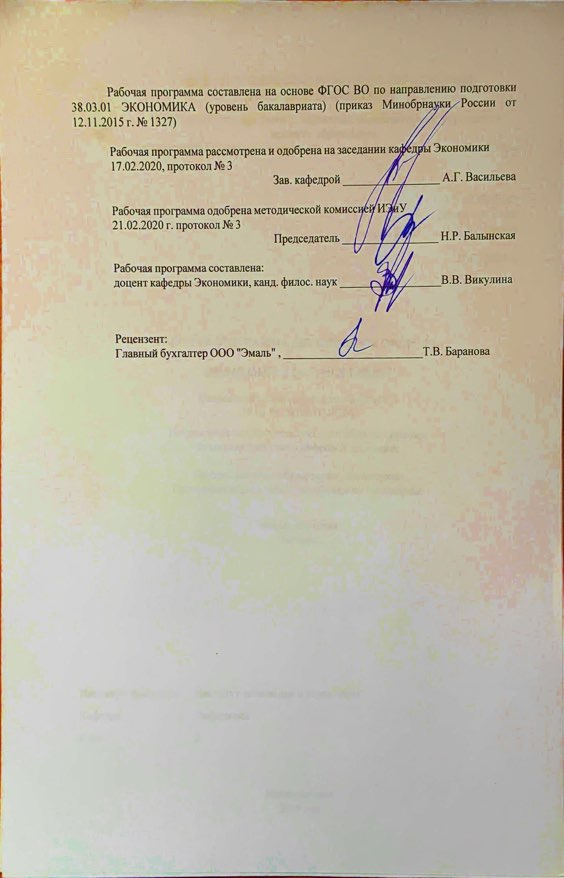 Рабочая программа составлена на основе ФГОС ВО по направлению подготовки
38.03.01 ЭКОНОМИКА (уровень бакалавриата) (приказ Минобрнауки России от
12.11.2015 г. № 1327)
Рабочая программа рассмотрена и одобрена на заседании кафедры Экономики
17.02.2020, протокол № 3
Зав. кафедрой ________________ А.Г. Васильева
Рабочая программа одобрена методической комиссией ИЭиУ
21.02.2020 г. протокол № 3
Председатель ________________ Н.Р. Балынская
Рабочая программа составлена:
доцент кафедры Экономики, канд. филос. наук ________________ В.В. Викулина
Рецензент:
Главный бухгалтер ООО "Эмаль" , ________________ Т.В. Баранова